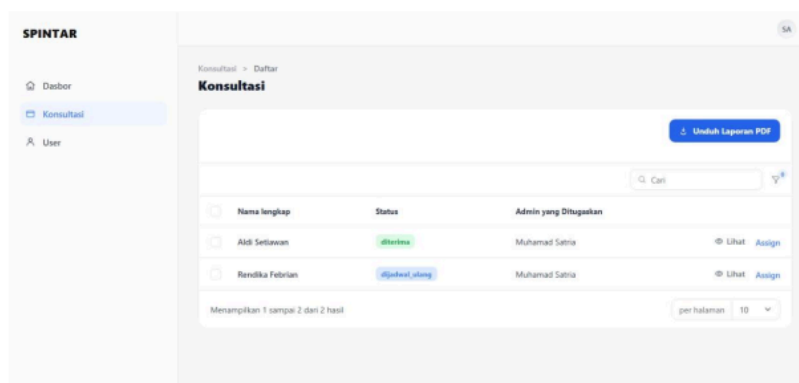 SPINTAR
SA
Dasbor
Konsultasi
User
Konsultasi > Daftar
Konsultasi
Unduh Laporan PDF
Cari
0
Nama lengkap Status Admin yang Ditugaskan
Aldi Setiawan diterima Muhamad Satria Lihat Assign
Rendika Febrian dijadwal_ulang Muhamad Satria Lihat Assign
Menampilkan 1 sampai 2 dari 2 hasil per halaman 10